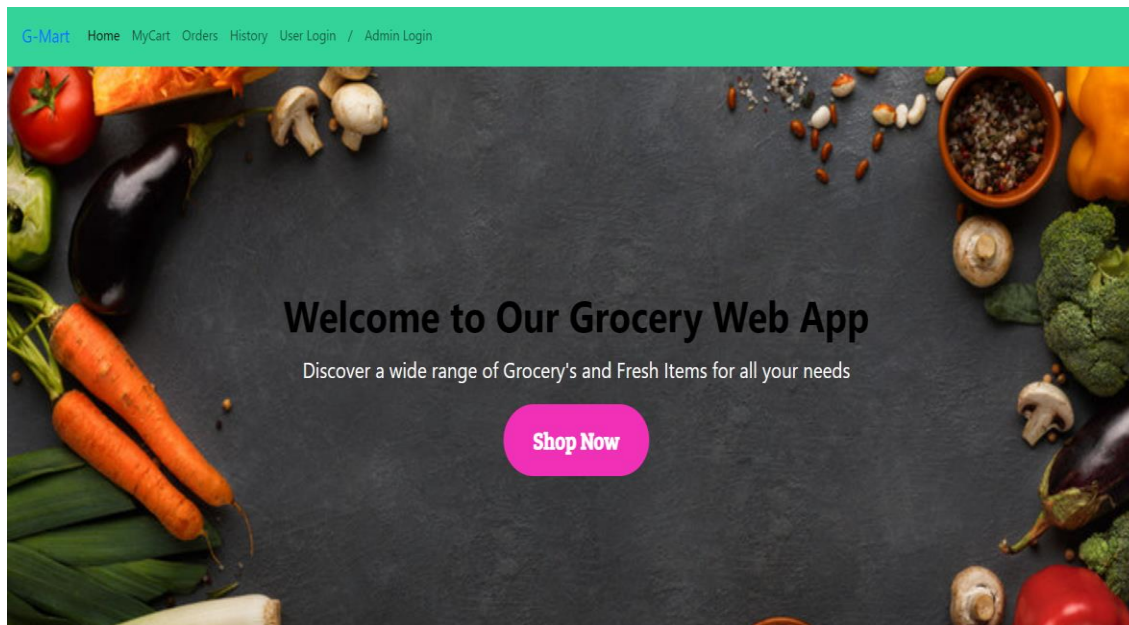 G-Mart Home MyCart Orders History User Login / Admin Login
Welcome to Our Grocery Web App
Discover a wide range of Grocery's and Fresh Items for all your needs
Shop Now